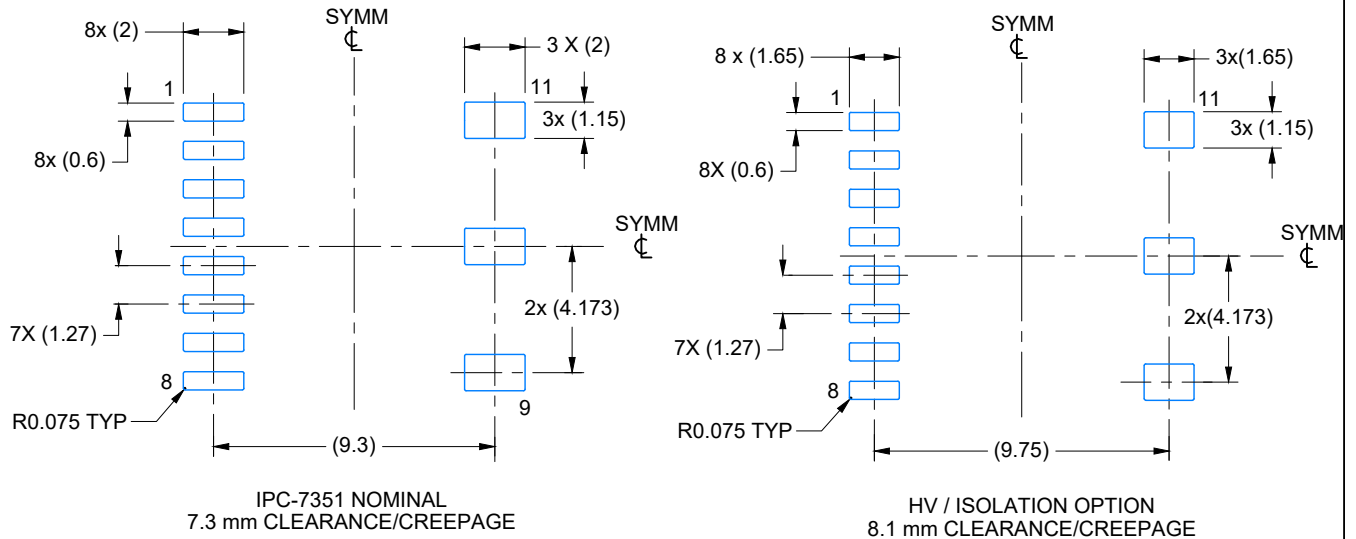 SYMM
℄
8x (2)
3 X (2)
1
11
3x (1.15)
8x (0.6)
SYMM
℄
7X (1.27)
2x (4.173)
8
9
R0.075 TYP
(9.3)
IPC-7351 NOMINAL
7.3 mm CLEARANCE/CREEPAGE
SYMM
℄
8 x (1.65)
3x(1.65)
1
11
3x (1.15)
8X (0.6)
SYMM
℄
7X (1.27)
2x(4.173)
8
R0.075 TYP
(9.75)
HV / ISOLATION OPTION
8.1 mm CLEARANCE/CREEPAGE